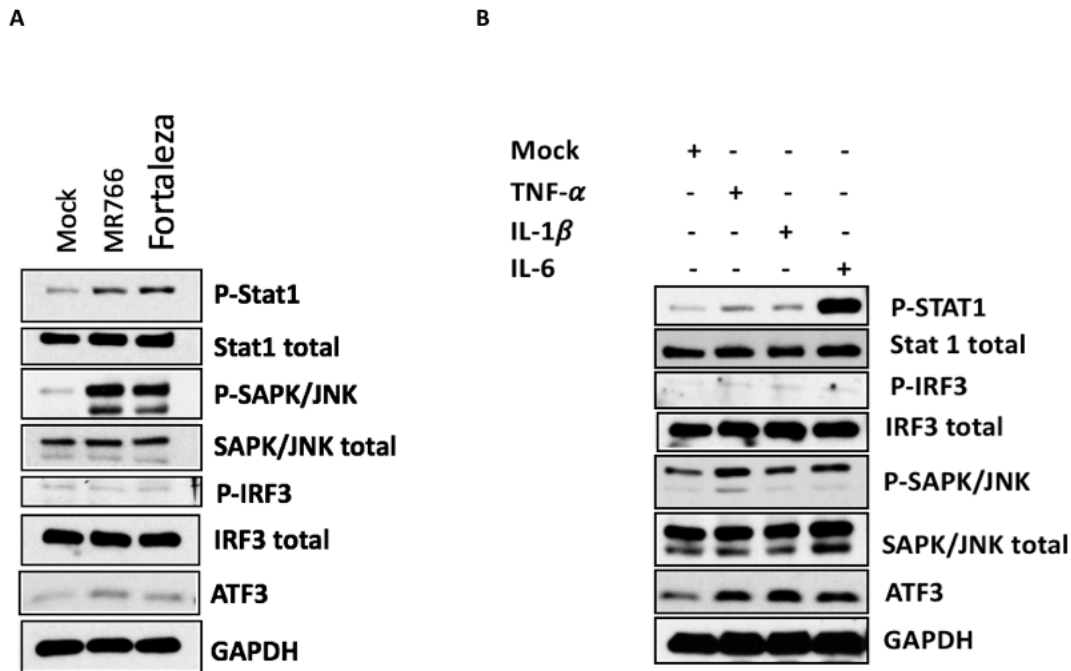 A
B
Mock
MR766
Fortaleza
P-Stat1
Stat1 total
P-SAPK/JNK
SAPK/JNK total
P-IRF3
IRF3 total
ATF3
GAPDH
Mock + - - -
TNF-α - + - -
IL-1β - - + -
IL-6 - - - +
P-STAT1
Stat 1 total
P-IRF3
IRF3 total
P-SAPK/JNK
SAPK/JNK total
ATF3
GAPDH